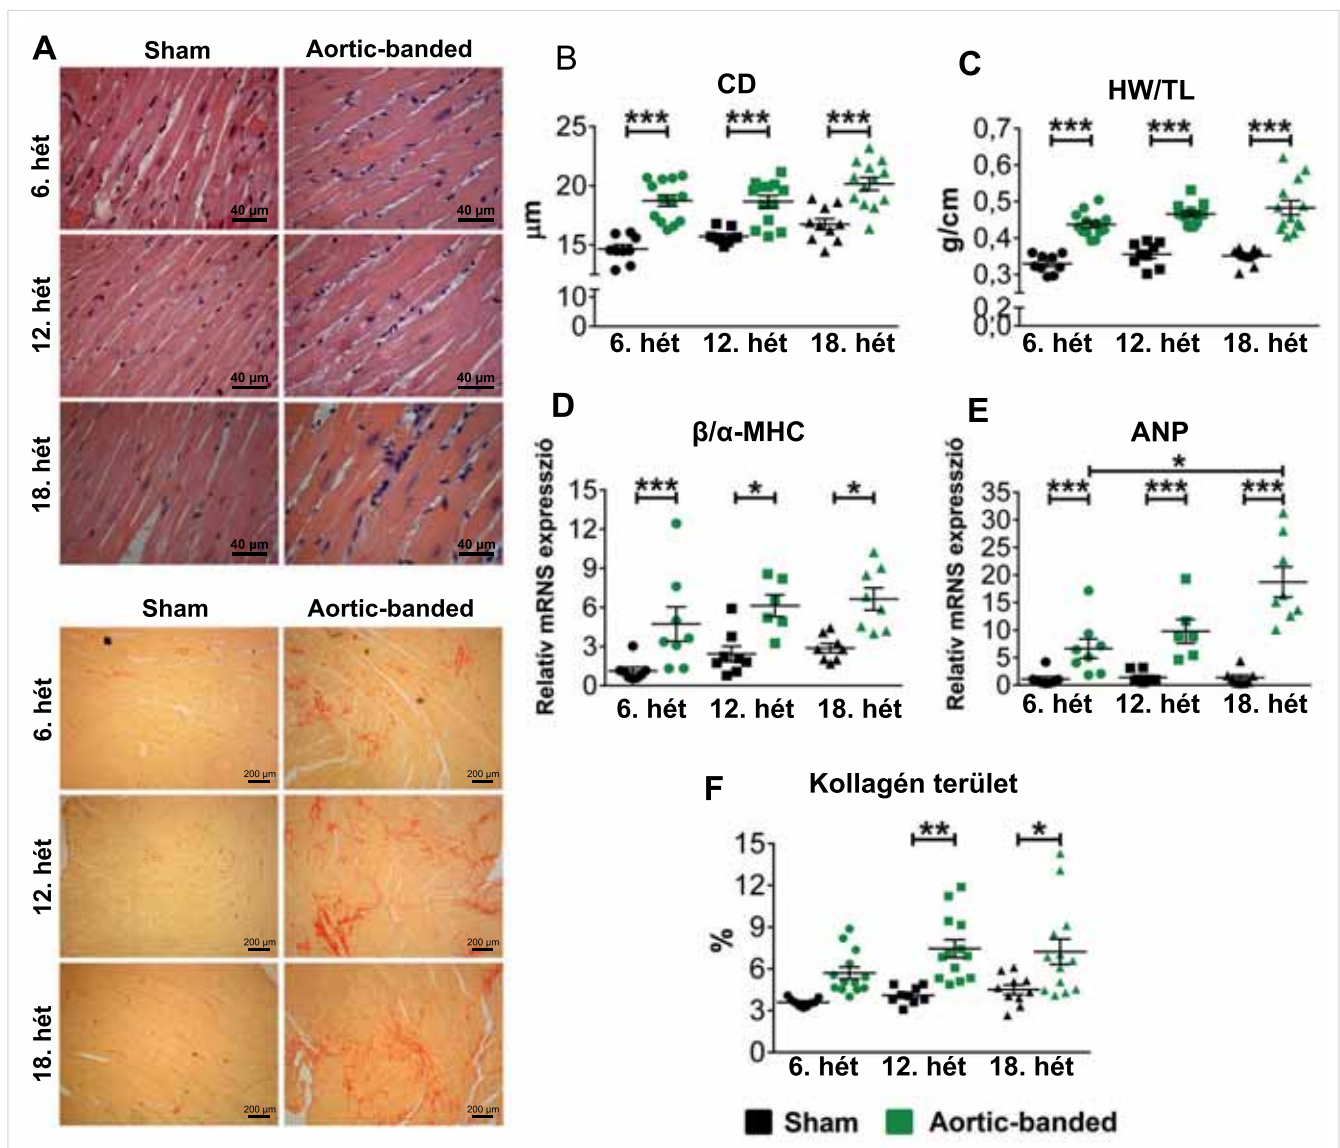 A
Sham Aortic-banded
6. hét
40 µm 40 µm
12. hét
40 µm 40 µm
18. hét
40 µm 40 µm
Sham Aortic-banded
6. hét
200 µm 200 µm
12. hét
200 µm 200 µm
18. hét
200 µm 200 µm
B
CD
*** *** ***
25
20
15
10
0
µm
6. hét 12. hét 18. hét
C
HW/TL
*** *** ***
0,7
0,6
0,5
0,4
0,3
0,2
0,0
g/cm
6. hét 12. hét 18. hét
D
β/α-MHC
*** * *
15
12
9
6
3
0
Relatív mRNS expresszió
6. hét 12. hét 18. hét
E
ANP
*
*** *** ***
35
30
25
20
15
10
5
0
Relatív mRNS expresszió
6. hét 12. hét 18. hét
F
Kollagén terület
** *
15
12
9
6
3
0
%
6. hét 12. hét 18. hét
Sham Aortic-banded